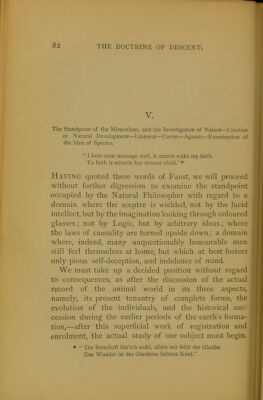 82
THE DOCTRINE OF DESCENT.
V.
The Standpoint of the Miraculous, and the Investigation of Nature—Creation
or Natural Development—Linnæus—Cuvier—Agassiz—Examination of
the Idea of Species.
"I hear your message well, it cannot wake my faith.
To faith is miracle her dearest child." *
HAVING quoted these words of Faust, we will proceed
without further digression to examine the standpoint
occupied by the Natural Philosopher with regard to a
domain where the sceptre is wielded, not by the lucid
intellect, but by the imagination looking through coloured
glasses; not by Logic, but by arbitrary ideas; where
the laws of causality are turned upside down; a domain
where, indeed, many unquestionably honourable men
still feel themselves at home, but which at best fosters
only pious self-deception, and indolence of mind.
We must take up a decided position without regard
to consequences, as after the discussion of the actual
record of the animal world in its three aspects,
namely, its present tenantry of complete forms, the
evolution of the individuals, and the historical suc-
cession during the earlier periods of the earth's forma-
tion,—after this superficial work of registration and
enrolment, the actual study of our subject must begin.
* "Die Botschaft hör'ich wohl, allein mir fehlt der Glaube.
Das Wunder ist des Glaubens liebstes Kind."